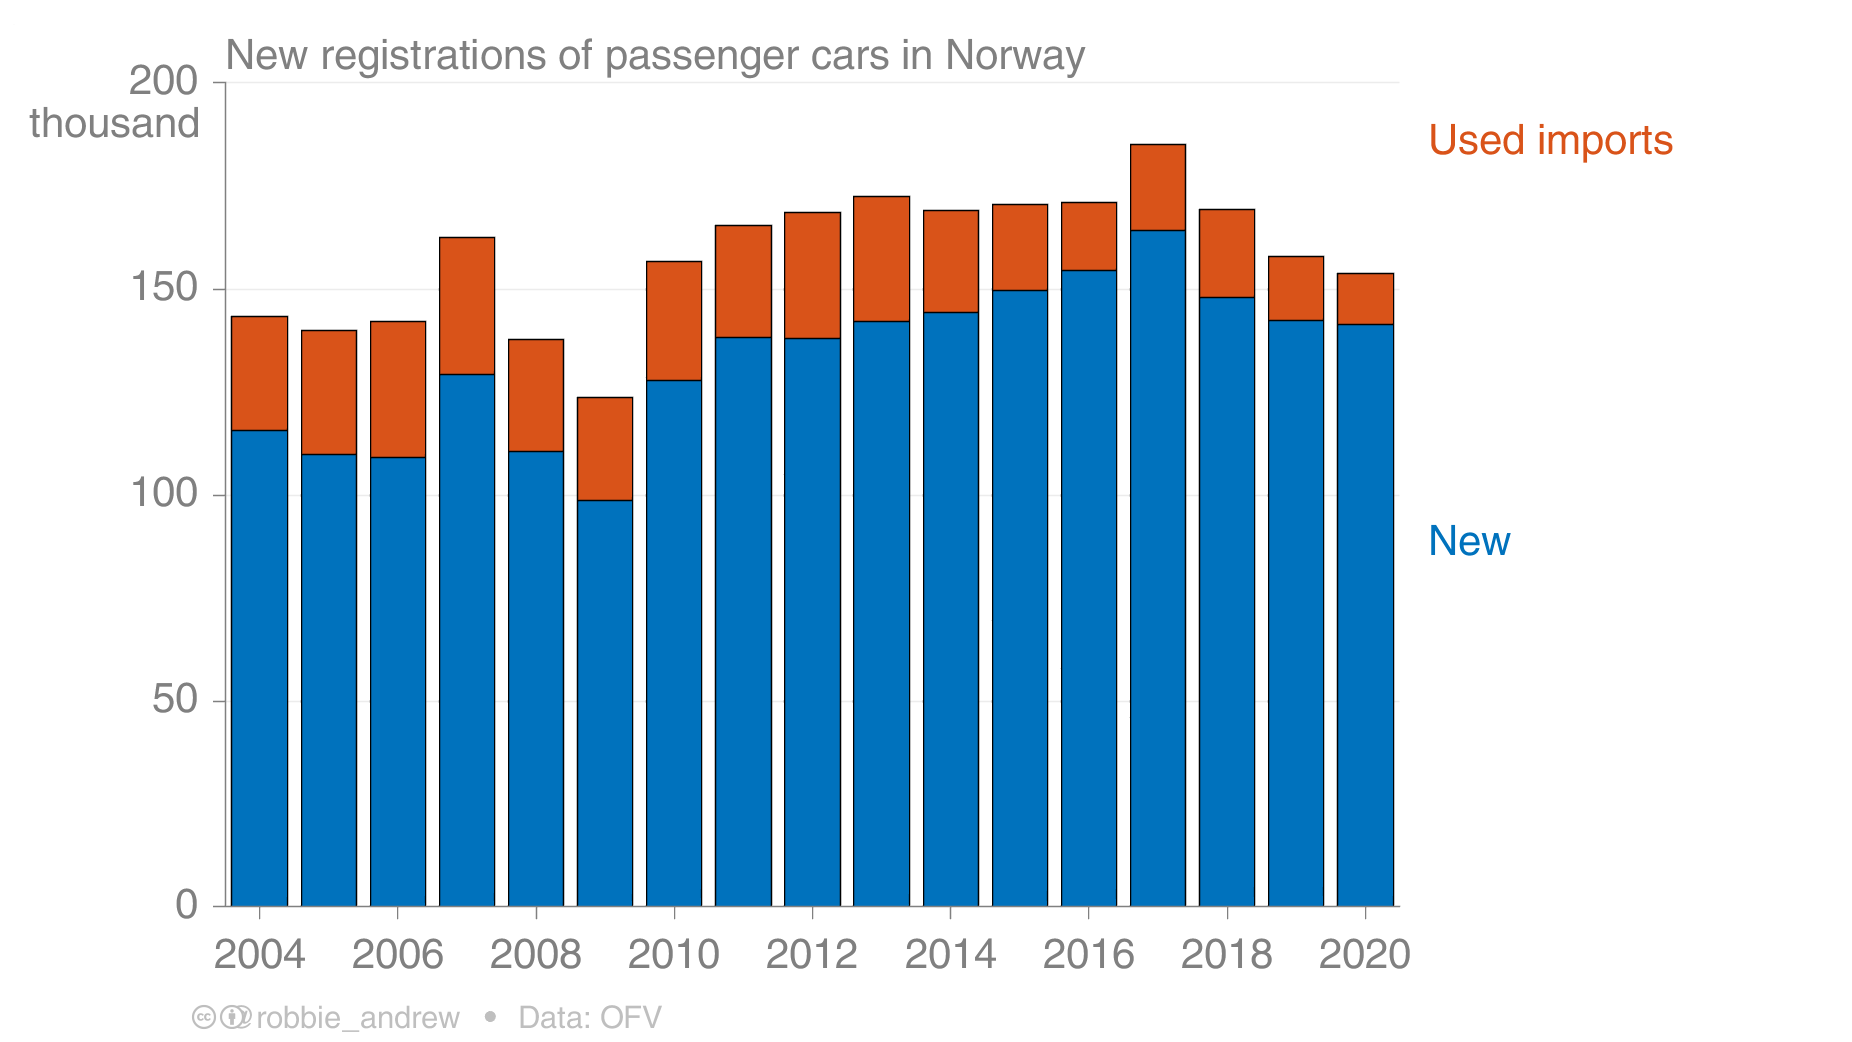 New registrations of passenger cars in Norway
200
thousand
Used imports
150
100
New
50
0
2004 2006 2008 2010 2012 2014 2016 2018 2020
robbie_andrew • Data: OFV